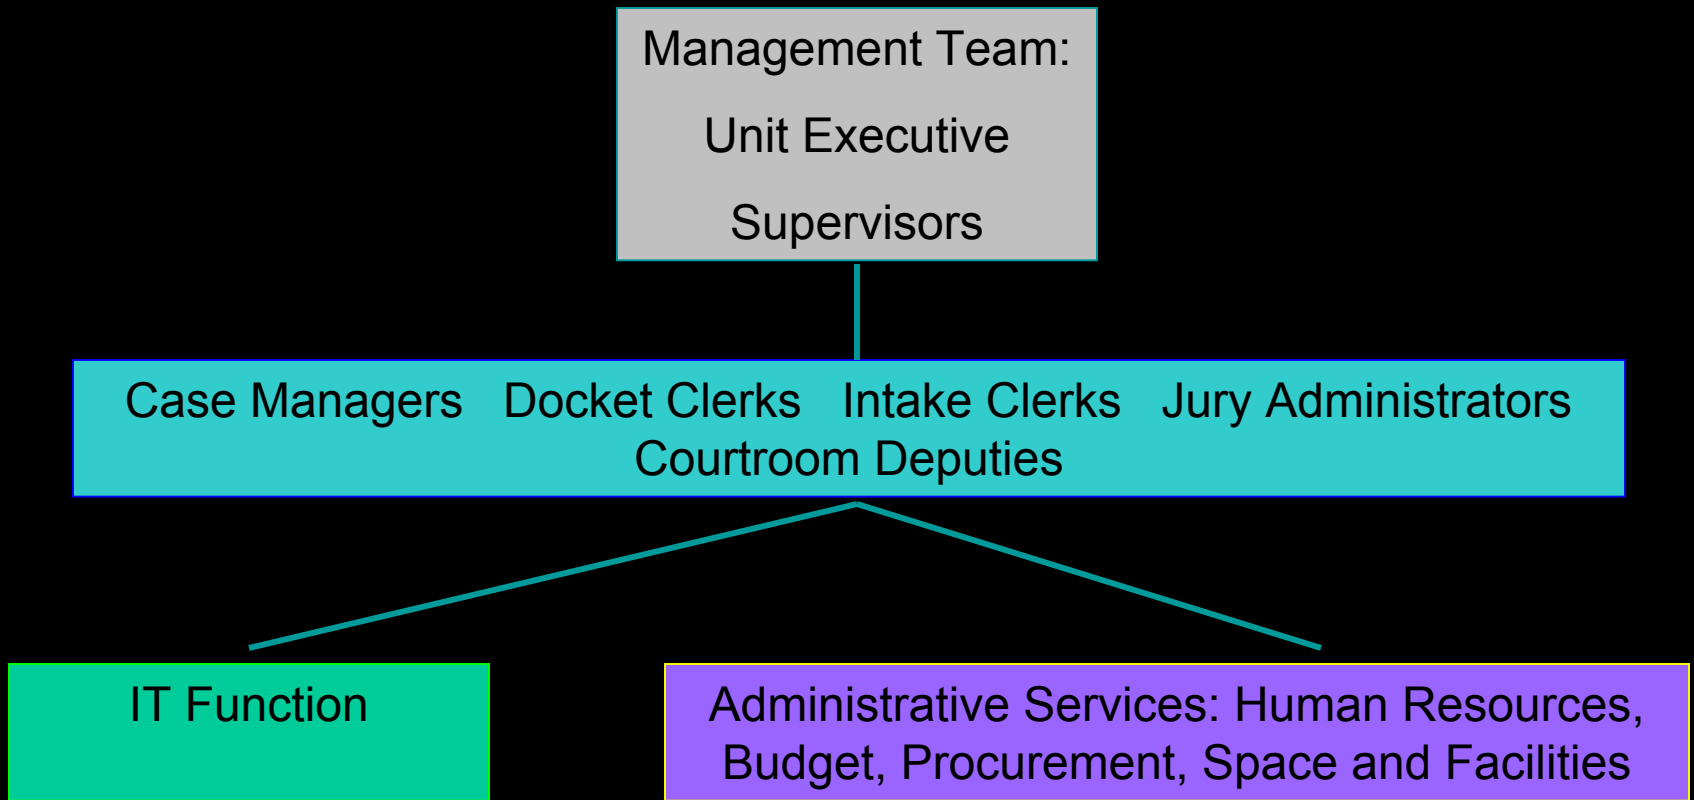 Management Team:
Unit Executive
Supervisors
Case Managers Docket Clerks Intake Clerks Jury Administrators
Courtroom Deputies
IT Function
Administrative Services: Human Resources,
Budget, Procurement, Space and Facilities